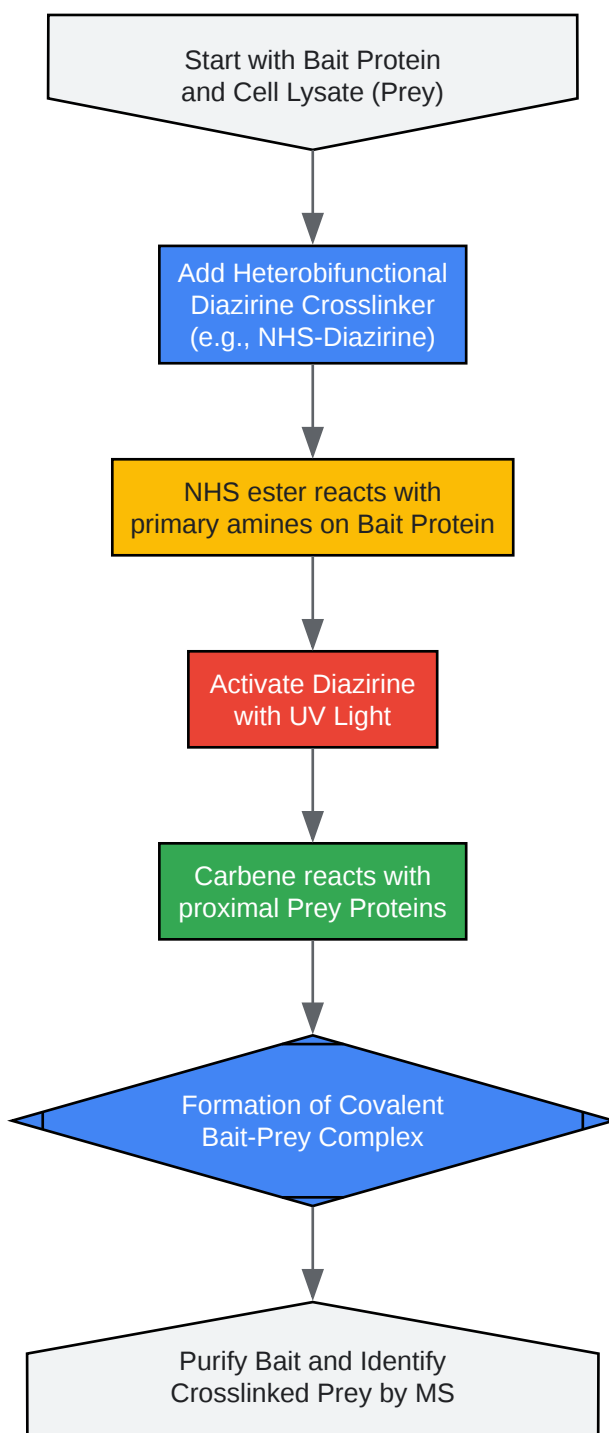 Start with Bait Protein
and Cell Lysate (Prey)
Add Heterobifunctional
Diazirine Crosslinker
(e.g., NHS-Diazirine)
NHS ester reacts with
primary amines on Bait Protein
Activate Diazirine
with UV Light
Carbene reacts with
proximal Prey Proteins
Formation of Covalent
Bait-Prey Complex
Purify Bait and Identify
Crosslinked Prey by MS